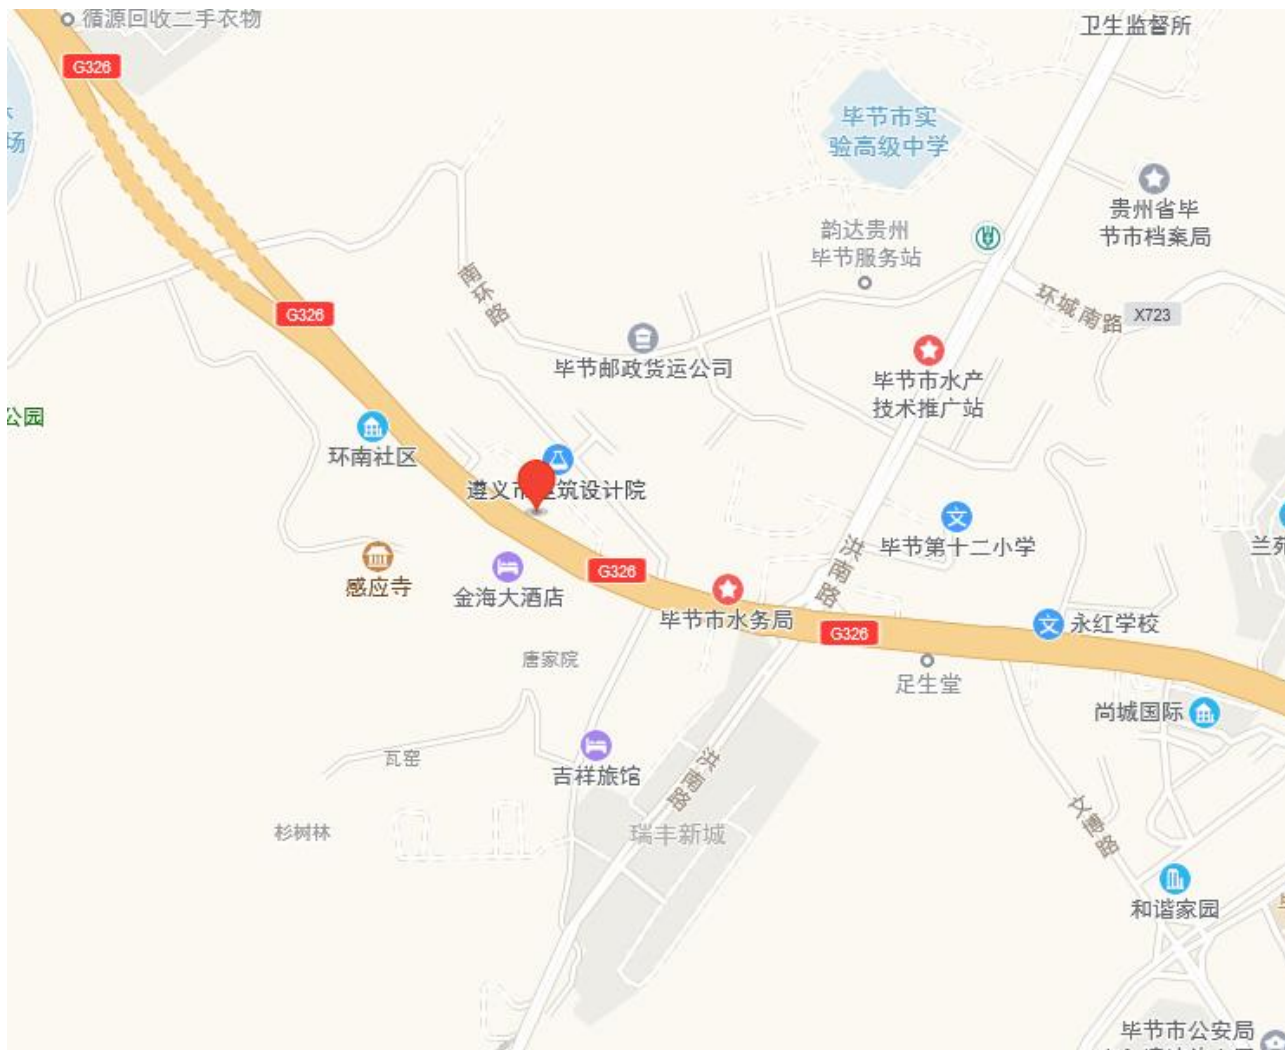 循源回收二手衣物
卫生监督所
G326
毕节市实
验高级中学
场
贵州省毕
节市档案局
韵达贵州
毕节服务站
南环路
环城南路
X723
G326
毕节邮政货运公司
毕节市水产
技术推广站
公园
环南社区
遵义市建筑设计院
毕节第十二小学
洪南路
兰苑
感应寺
金海大酒店
G326
毕节市水务局
G326
永红学校
唐家院
足生堂
尚城国际
瓦窑
吉祥旅馆
洪南路
杉树林
瑞丰新城
文博路
和谐家园
毕节市公安局